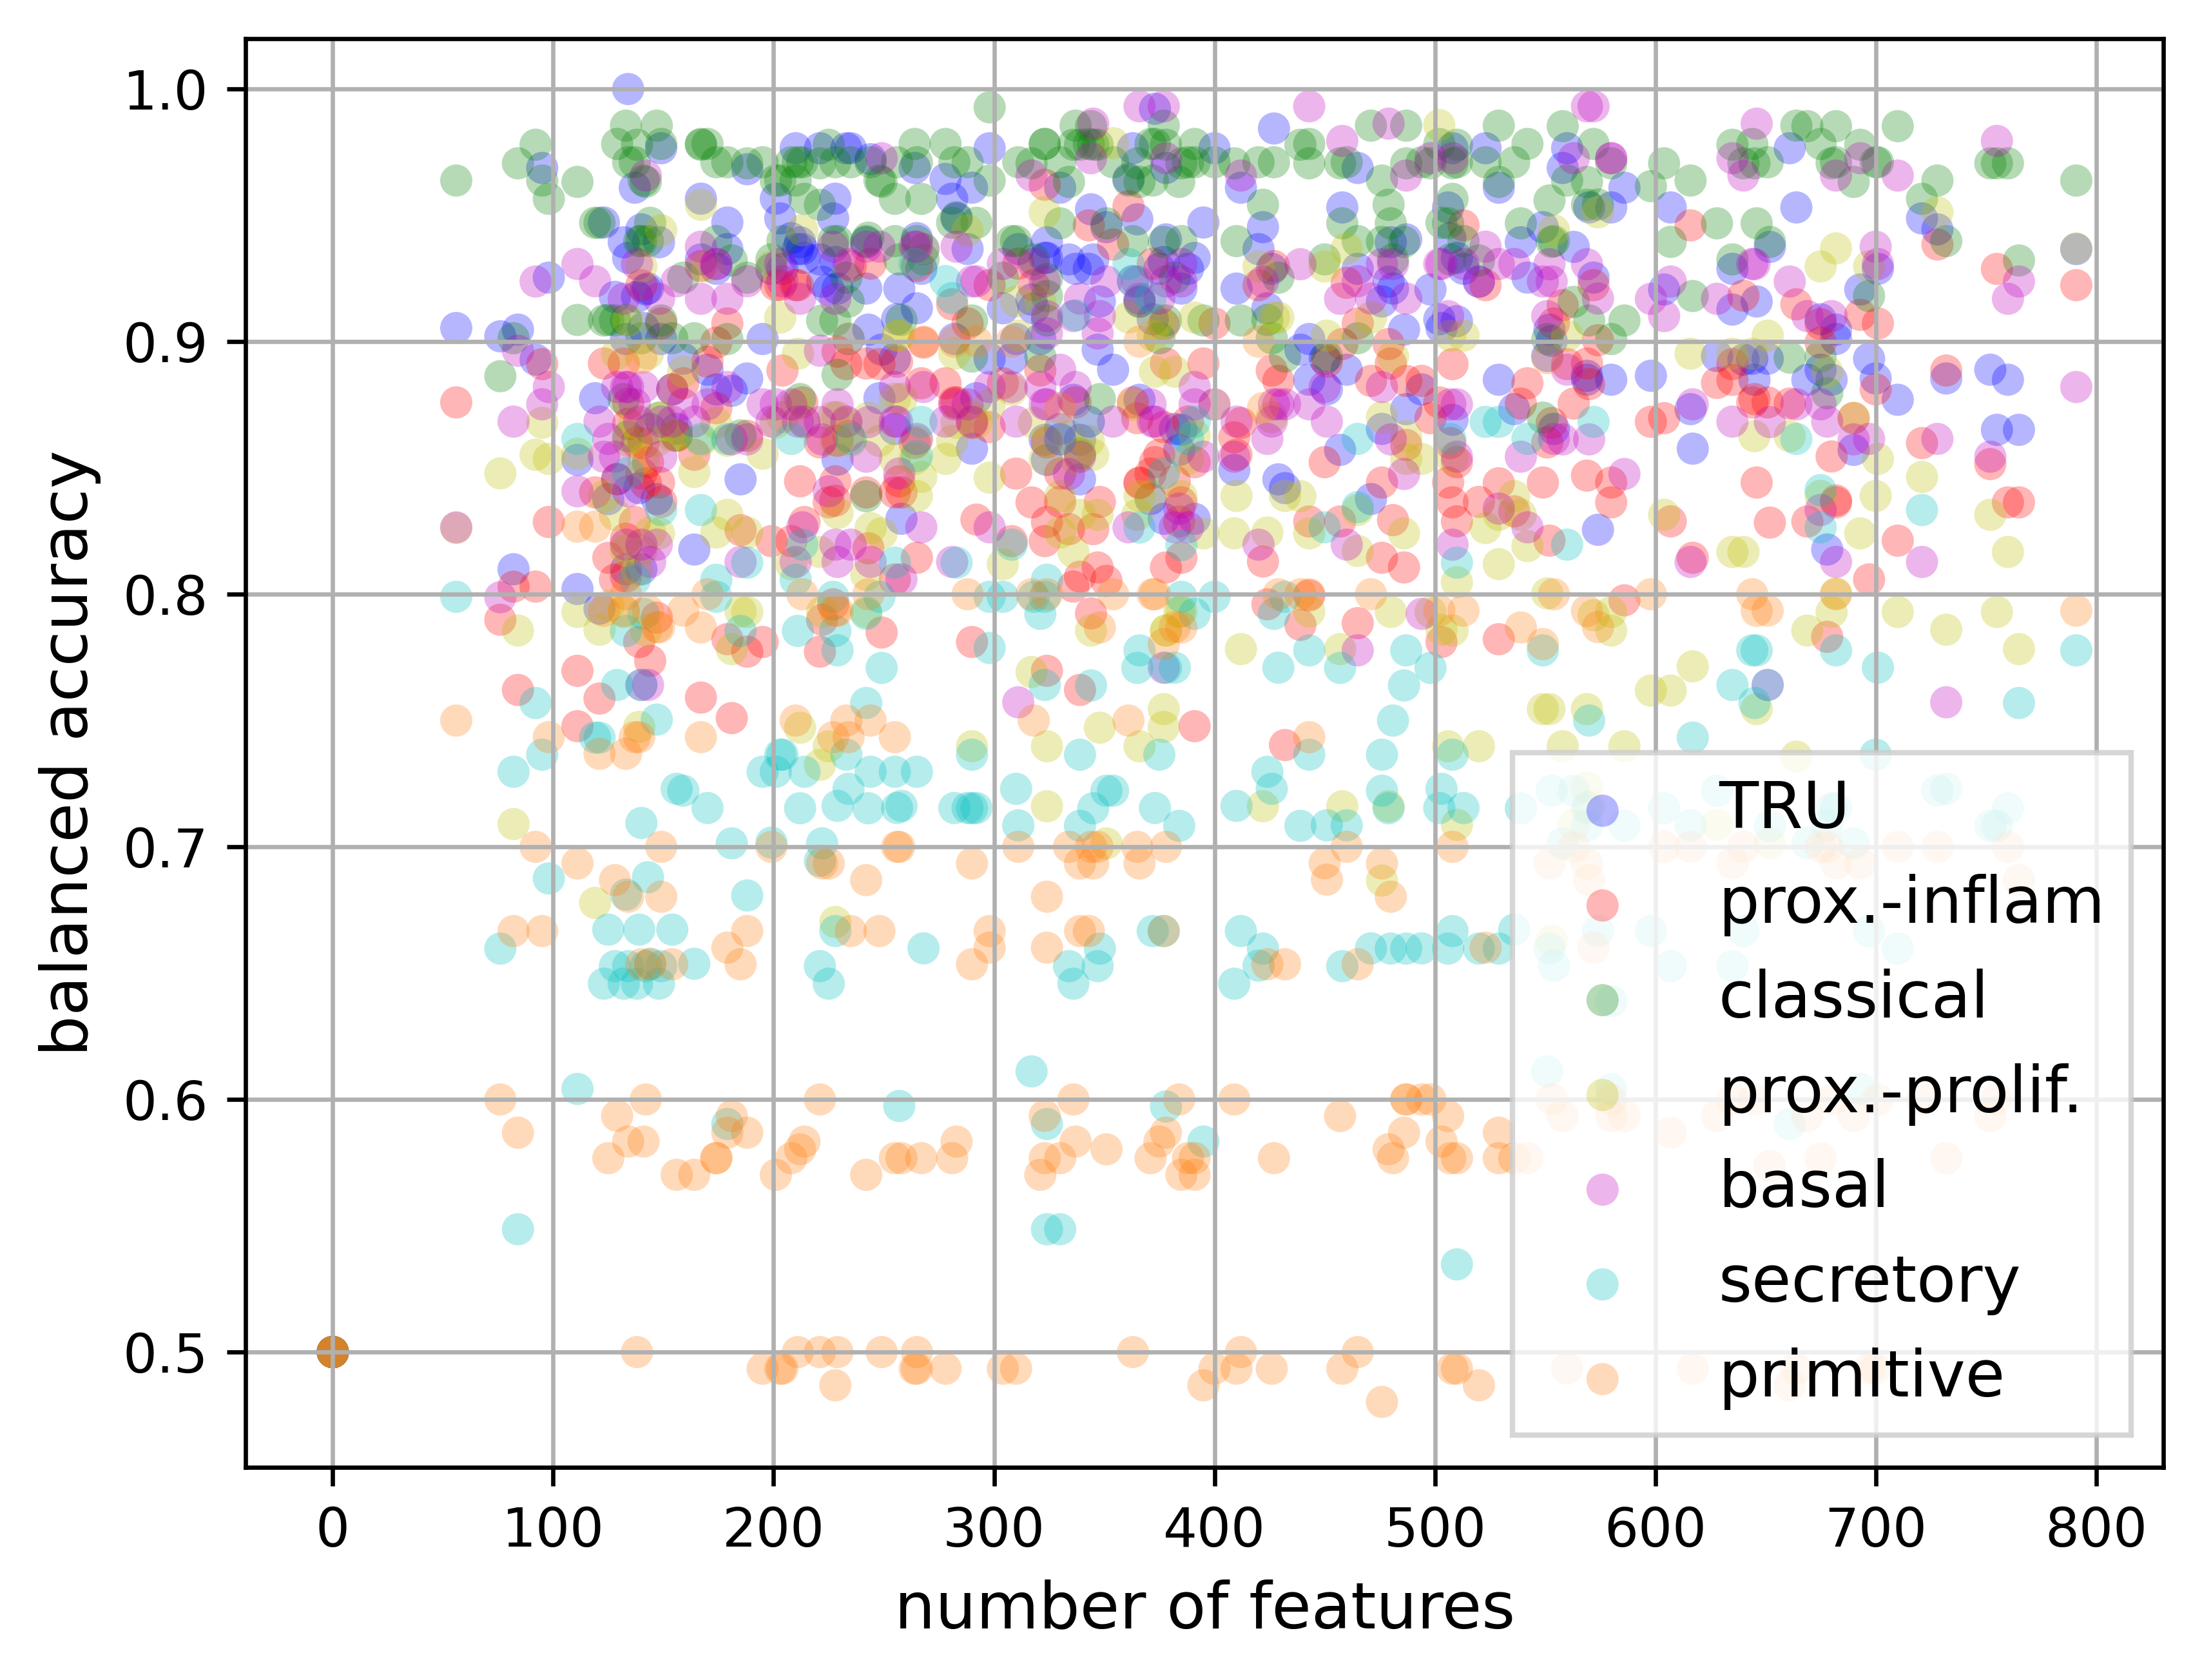 1.0
0.9
0.8
0.7
0.6
0.5
balanced accuracy
0 100 200 300 400 500 600 700 800
number of features
TRU
prox.-inflam
classical
prox.-prolif.
basal
secretory
primitive